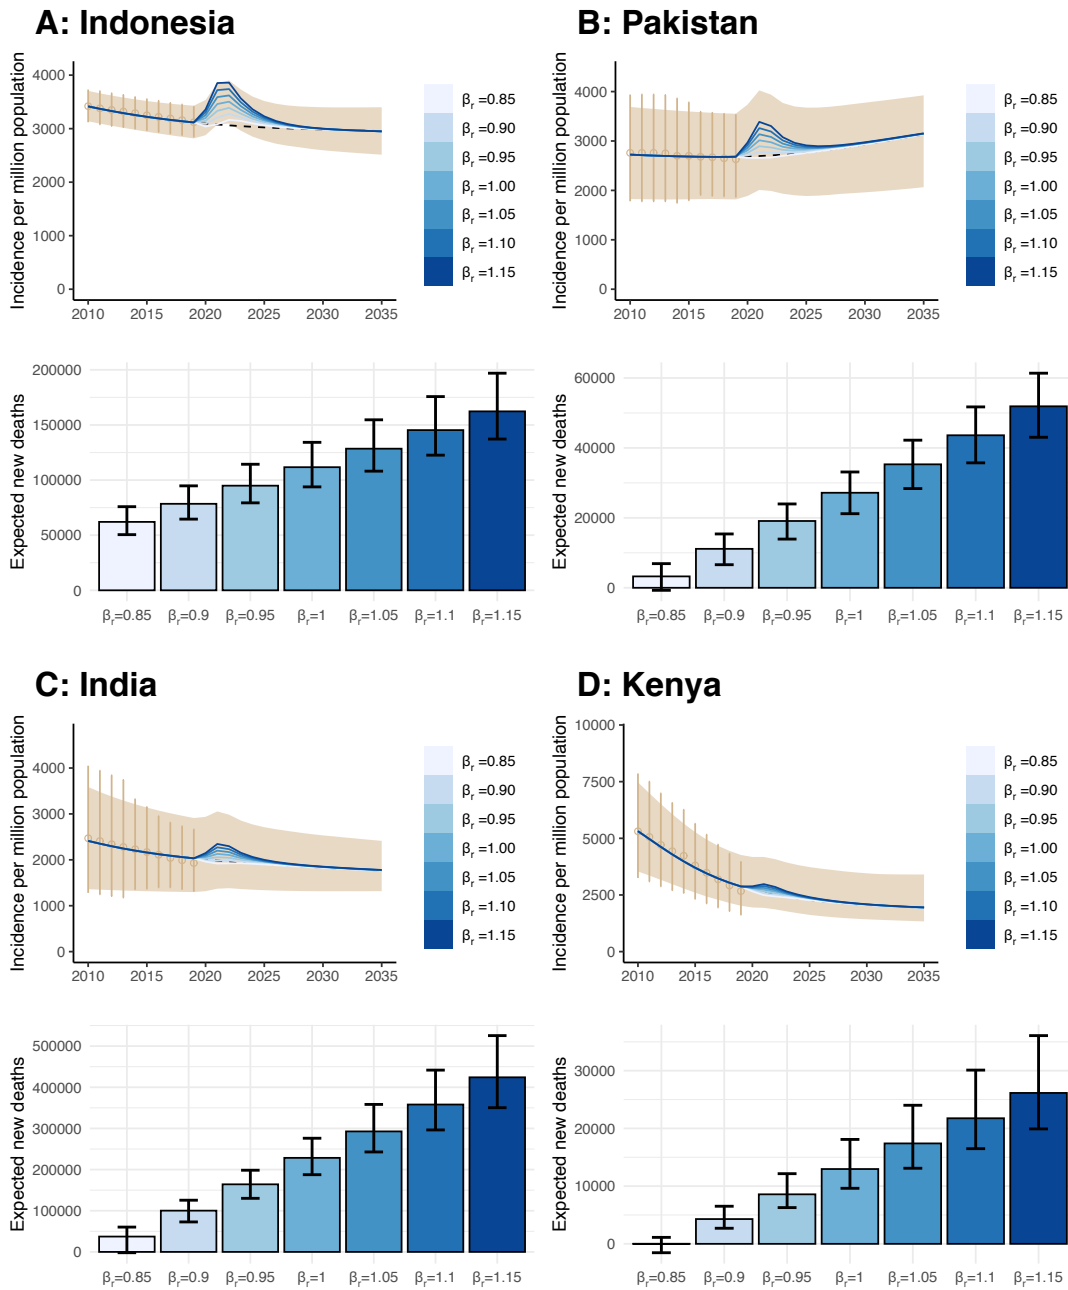 A: Indonesia
Incidence per million population
4000
3000
2000
1000
0
2010 2015 2020 2025 2030 2035
βr =0.85
βr =0.90
βr =0.95
βr =1.00
βr =1.05
βr =1.10
βr =1.15
B: Pakistan
Incidence per million population
4000
3000
2000
1000
0
2010 2015 2020 2025 2030 2035
βr =0.85
βr =0.90
βr =0.95
βr =1.00
βr =1.05
βr =1.10
βr =1.15
Expected new deaths
200000
150000
100000
50000
0
βr=0.85 βr=0.9 βr=0.95 βr=1 βr=1.05 βr=1.1 βr=1.15
Expected new deaths
60000
40000
20000
0
βr=0.85 βr=0.9 βr=0.95 βr=1 βr=1.05 βr=1.1 βr=1.15
C: India
Incidence per million population
4000
3000
2000
1000
0
2010 2015 2020 2025 2030 2035
βr =0.85
βr =0.90
βr =0.95
βr =1.00
βr =1.05
βr =1.10
βr =1.15
D: Kenya
Incidence per million population
10000
7500
5000
2500
0
2010 2015 2020 2025 2030 2035
βr =0.85
βr =0.90
βr =0.95
βr =1.00
βr =1.05
βr =1.10
βr =1.15
Expected new deaths
500000
400000
300000
200000
100000
0
βr=0.85 βr=0.9 βr=0.95 βr=1 βr=1.05 βr=1.1 βr=1.15
Expected new deaths
30000
20000
10000
0
βr=0.85 βr=0.9 βr=0.95 βr=1 βr=1.05 βr=1.1 βr=1.15